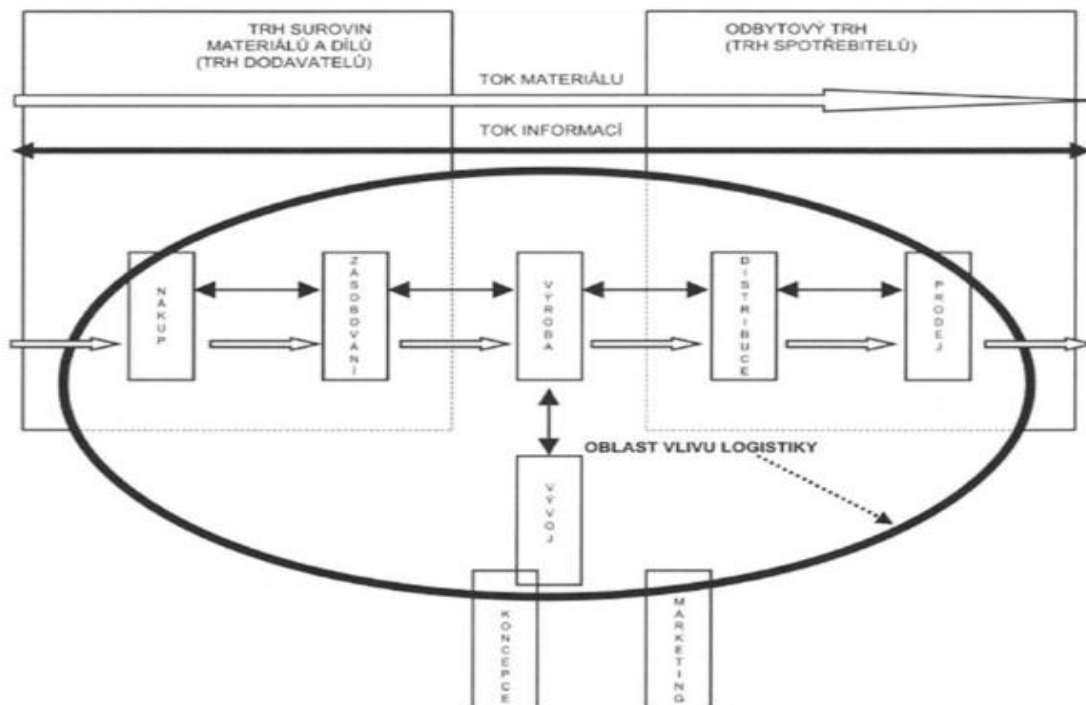 TRH SUROVIN
MATERIÁLŮ A DÍLŮ
(TRH DODAVATELŮ)
ODBYTOVÝ TRH
(TRH SPOTŘEBITELŮ)
TOK MATERIÁLU
TOK INFORMACÍ
NÁKUP
ZÁSOBOVÁNÍ
VÝROBA
DISTRIBUCE
PRODEJ
OBLAST VLIVU LOGISTIKY
VÝVOJ
KONCEPCE
MARKETING